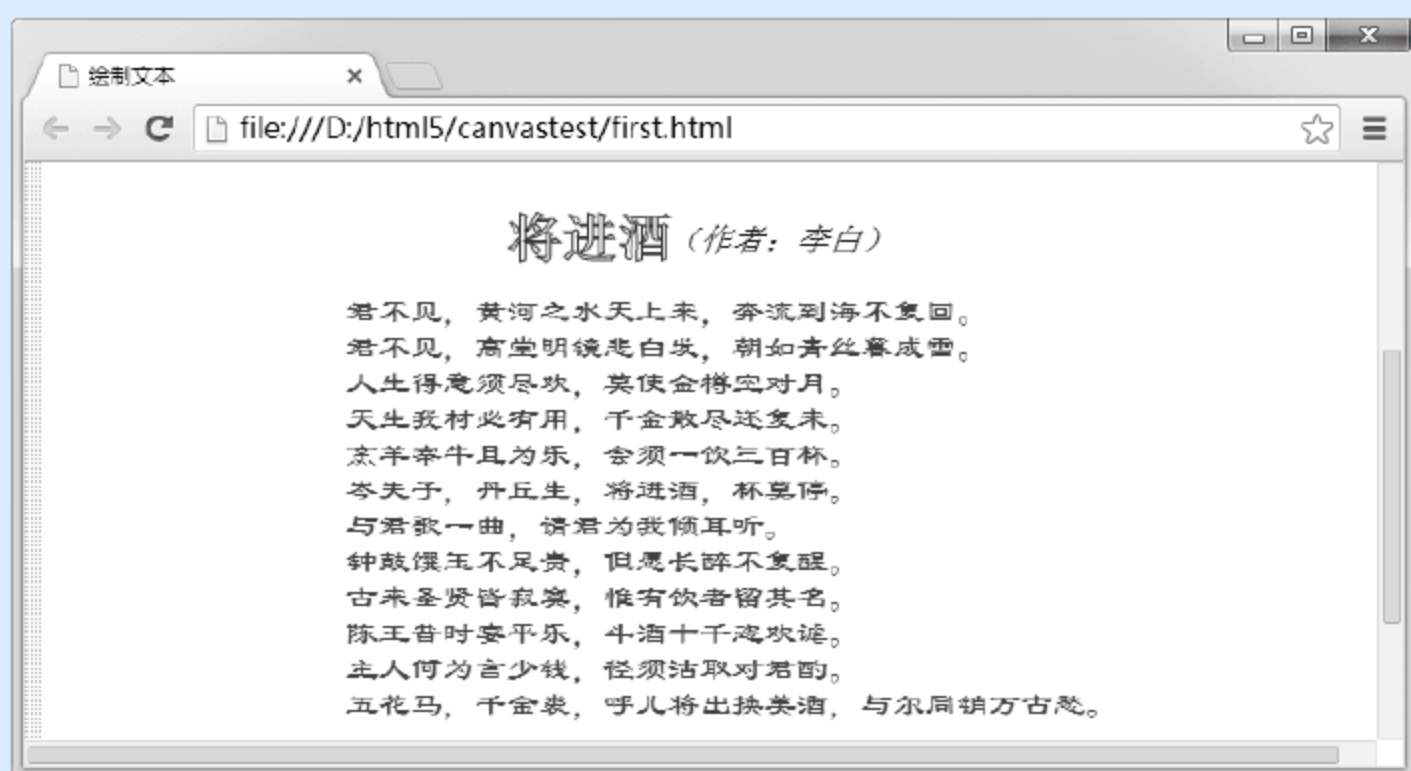 绘制文本
file:///D:/html5/canvastest/first.html
将进酒（作者：李白）
君不见，黄河之水天上来，奔流到海不复回。
君不见，高堂明镜悲白发，朝如青丝暮成雪。
人生得意须尽欢，莫使金樽空对月。
天生我材必有用，千金散尽还复来。
烹羊宰牛且为乐，会须一饮三百杯。
岑夫子，丹丘生，将进酒，杯莫停。
与君歌一曲，请君为我倾耳听。
钟鼓馔玉不足贵，但愿长醉不复醒。
古来圣贤皆寂寞，惟有饮者留其名。
陈王昔时宴平乐，斗酒十千恣欢谑。
主人何为言少钱，径须沽取对君酌。
五花马，千金裘，呼儿将出换美酒，与尔同销万古愁。